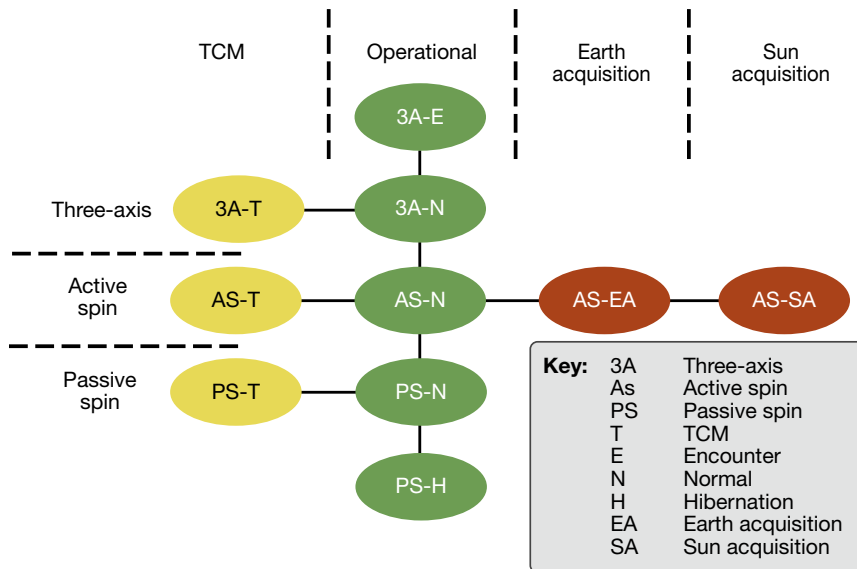 TCM
Operational
Earth
acquisition
Sun
acquisition
3A-E
Three-axis
3A-T
3A-N
Active
spin
AS-T
AS-N
AS-EA
AS-SA
Passive
spin
PS-T
PS-N
PS-H
Key: 3A Three-axis
As Active spin
PS Passive spin
T TCM
E Encounter
N Normal
H Hibernation
EA Earth acquisition
SA Sun acquisition